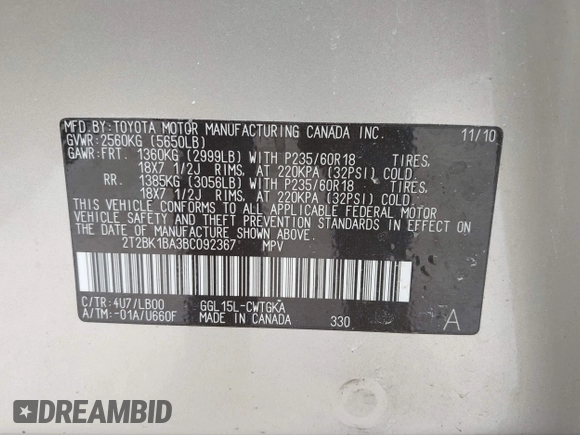 MFD.BY:TOYOTA MOTOR MANUFACTURING CANADA INC. 11/10
GVWR:2560KG (5650LB)
GAWR:FRT. 1360KG (2999LB) WITH P235/60R18 TIRES,
18X7 1/2J RIMS, AT 220KPA (32PSI) COLD.
RR. 1385KG (3056LB) WITH P235/60R18 TIRES,
18X7 1/2J RIMS, AT 220KPA (32PSI) COLD.
THIS VEHICLE CONFORMS TO ALL APPLICABLE FEDERAL MOTOR
VEHICLE SAFETY AND THEFT PREVENTION STANDARDS IN EFFECT ON
THE DATE OF MANUFACTURE SHOWN ABOVE.
2T2BK1BA3BC092367 MPV
C/TR:4U7/LB00 GGL15L-CWTGKA
A/TM:-01A/U660F MADE IN CANADA 330 A
DREAMBID